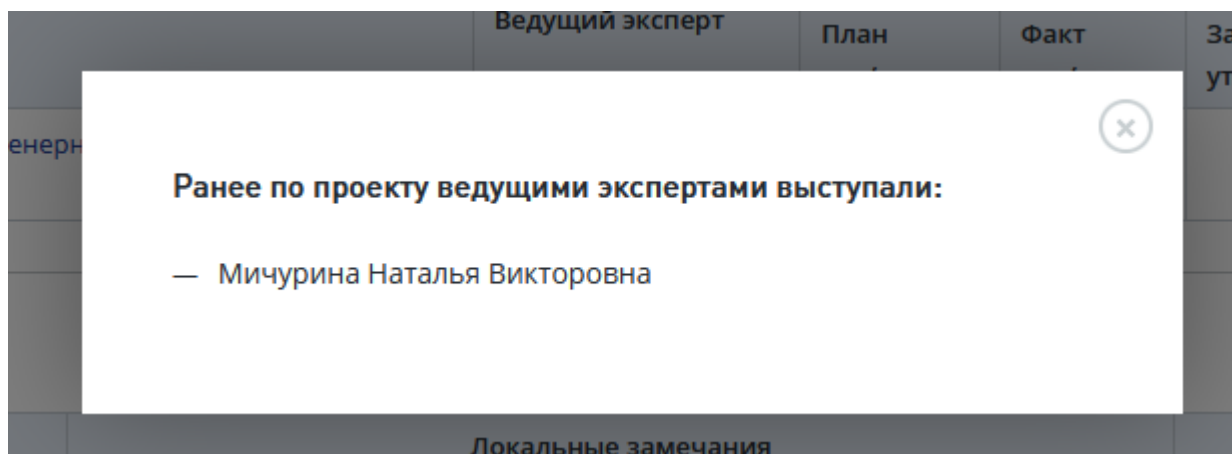 Ведущий эксперт
План
Факт
Ранее по проекту ведущими экспертами выступали:
— Мичурина Наталья Викторовна
Локальные замечания